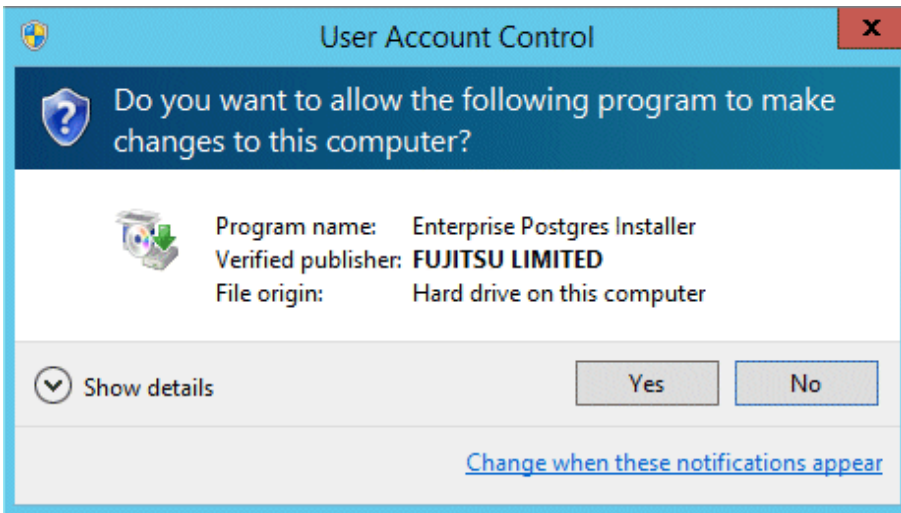 User Account Control
x
Do you want to allow the following program to make
changes to this computer?
Program name: Enterprise Postgres Installer
Verified publisher: FUJITSU LIMITED
File origin: Hard drive on this computer
Show details
Yes No
Change when these notifications appear